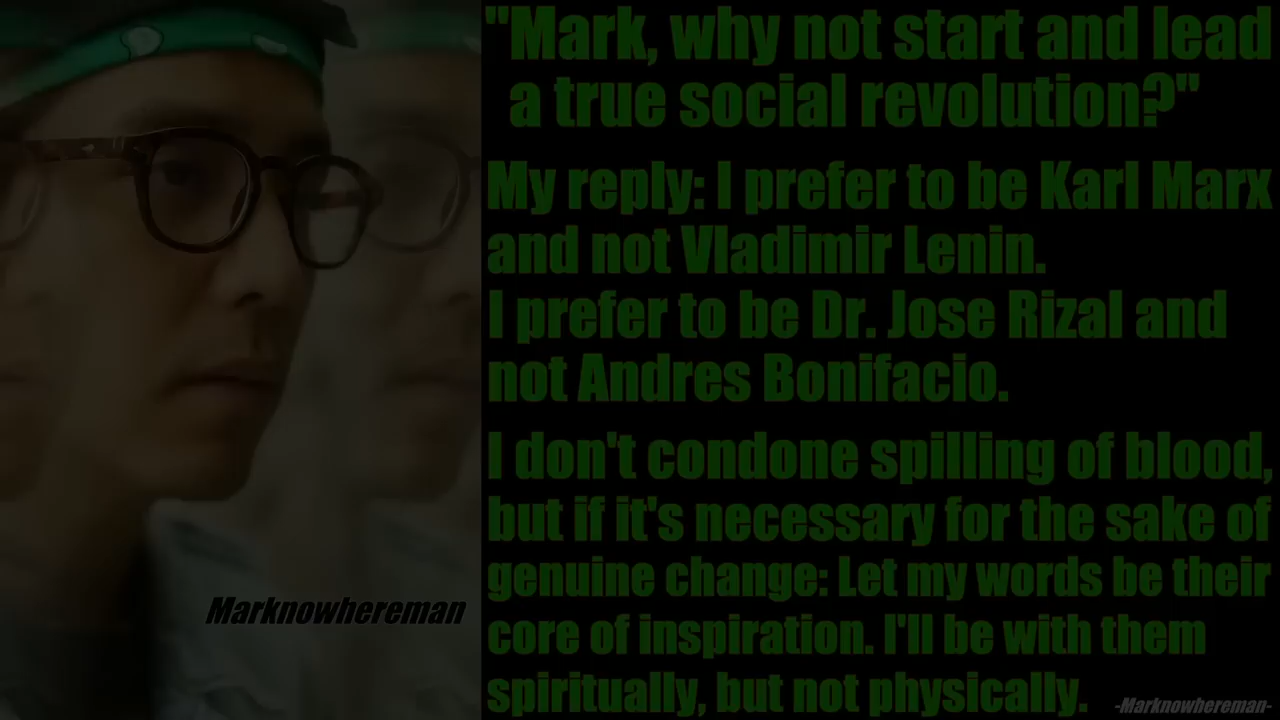 "Mark, why not start and lead
a true social revolution?"
My reply: I prefer to be Karl Marx
and not Vladimir Lenin.
I prefer to be Dr. Jose Rizal and
not Andres Bonifacio.
I don't condone spilling of blood,
but if it's necessary for the sake of
genuine change: Let my words be their
core of inspiration. I'll be with them
spiritually, but not physically.
Marknowhereman
-Marknowhereman-